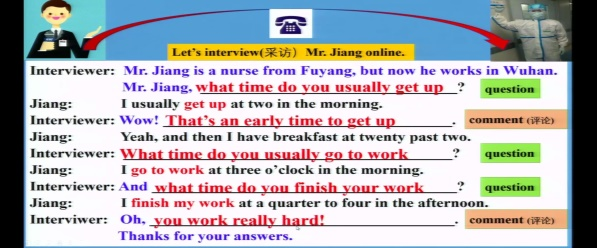 Let's interview(采访) Mr. Jiang online.
Interviewer: Mr. Jiang is a nurse from Fuyang, but now he works in Wuhan.
Mr. Jiang, what time do you usually get up ? question
Jiang: I usually get up at two in the morning.
Interviewer: Wow! That's an early time to get up . comment (评论)
Jiang: Yeah, and then I have breakfast at twenty past two.
Interviewer: What time do you usually go to work ? question
Jiang: I go to work at three o'clock in the morning.
Interviewer: And what time do you finish your work ? question
Jiang: I finish my work at a quarter to four in the afternoon.
Interviwer: Oh, you work really hard! . comment (评论)
Thanks for your answers.